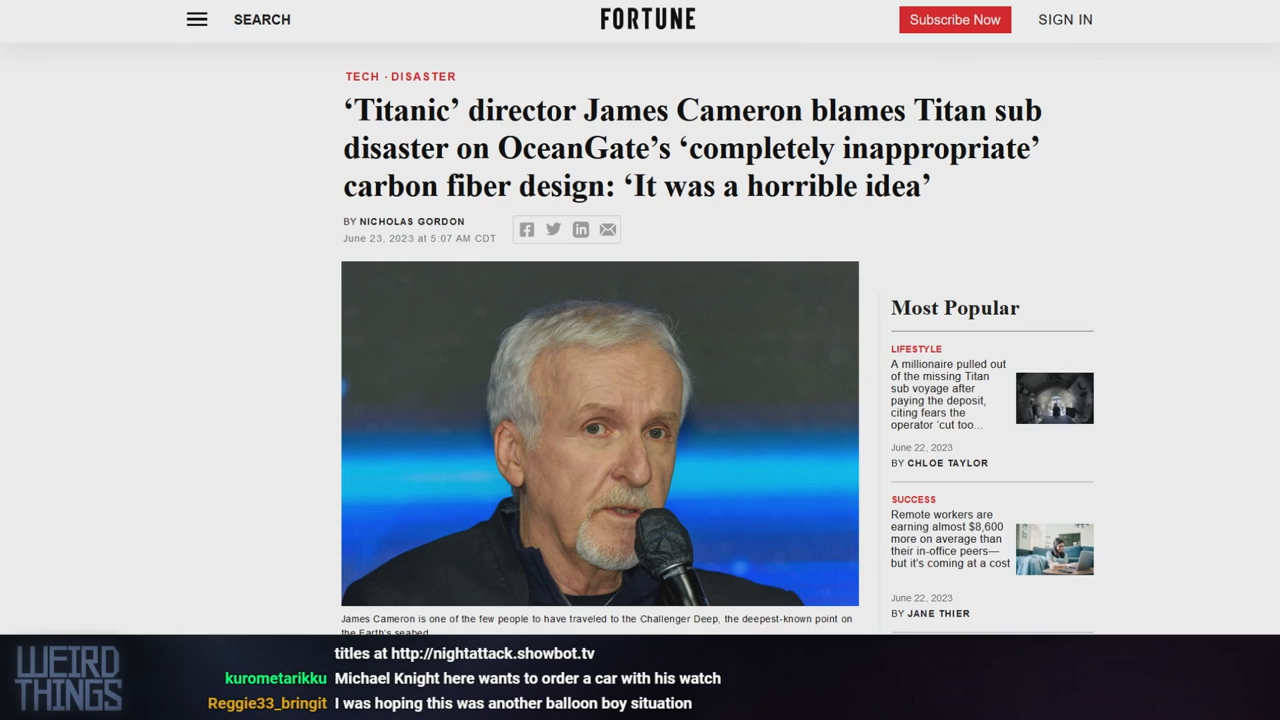 SEARCH
FORTUNE
Subscribe Now
SIGN IN
TECH · DISASTER
‘Titanic’ director James Cameron blames Titan sub
disaster on OceanGate’s ‘completely inappropriate’
carbon fiber design: ‘It was a horrible idea’
BY NICHOLAS GORDON
June 23, 2023 at 5:07 AM CDT
James Cameron is one of the few people to have traveled to the Challenger Deep, the deepest-known point on
the Earth's seabed
Most Popular
LIFESTYLE
A millionaire pulled out
of the missing Titan
sub voyage after
paying the deposit,
citing fears the
operator ‘cut too...
June 22, 2023
BY CHLOE TAYLOR
SUCCESS
Remote workers are
earning almost $8,600
more on average than
their in-office peers—
but it’s coming at a cost
June 22, 2023
BY JANE THIER
WEIRD
THINGS
titles at http://nightattack.showbot.tv
kurometarikku Michael Knight here wants to order a car with his watch
Reggie33_bringit I was hoping this was another balloon boy situation